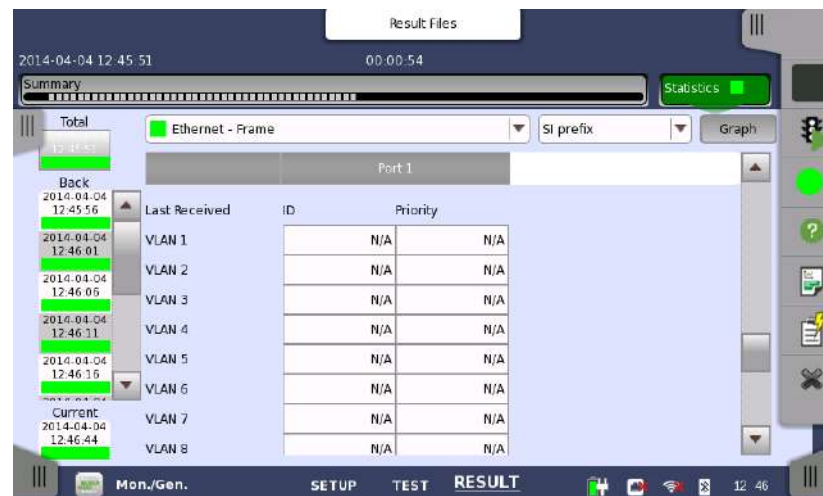 Result Files
2014-04-04 12:45:51 00:00:54
Summary
Statistics
Total
12:45:51
Ethernet - Frame SI prefix Graph
Port 1
Back
2014-04-04
12:45:56
2014-04-04
12:46:01
2014-04-04
12:46:06
2014-04-04
12:46:11
2014-04-04
12:46:16
Current
2014-04-04
12:46:44
Last Received ID Priority
VLAN 1 N/A N/A
VLAN 2 N/A N/A
VLAN 3 N/A N/A
VLAN 4 N/A N/A
VLAN 5 N/A N/A
VLAN 6 N/A N/A
VLAN 7 N/A N/A
VLAN 8 N/A N/A
Mon./Gen. SETUP TEST RESULT 12 46